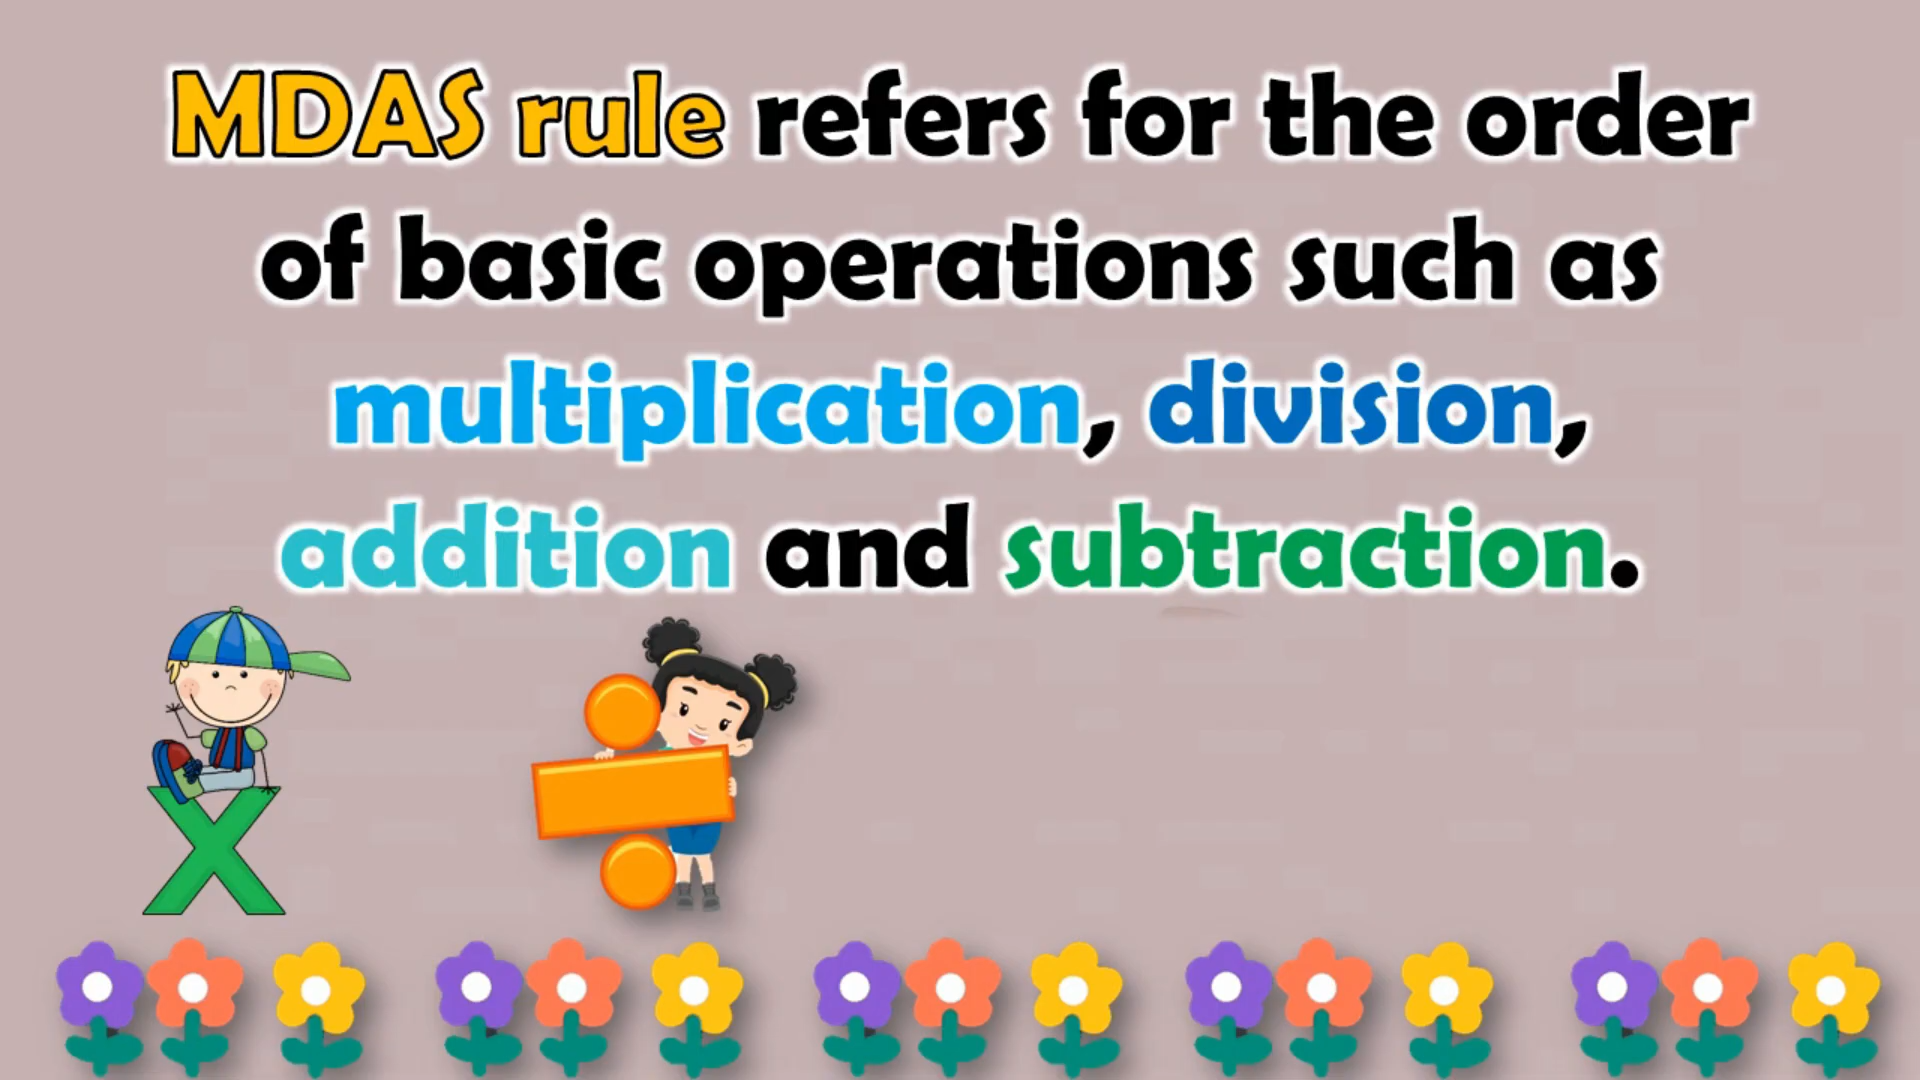 MDAS rule refers for the order
of basic operations such as
multiplication, division,
addition and subtraction.